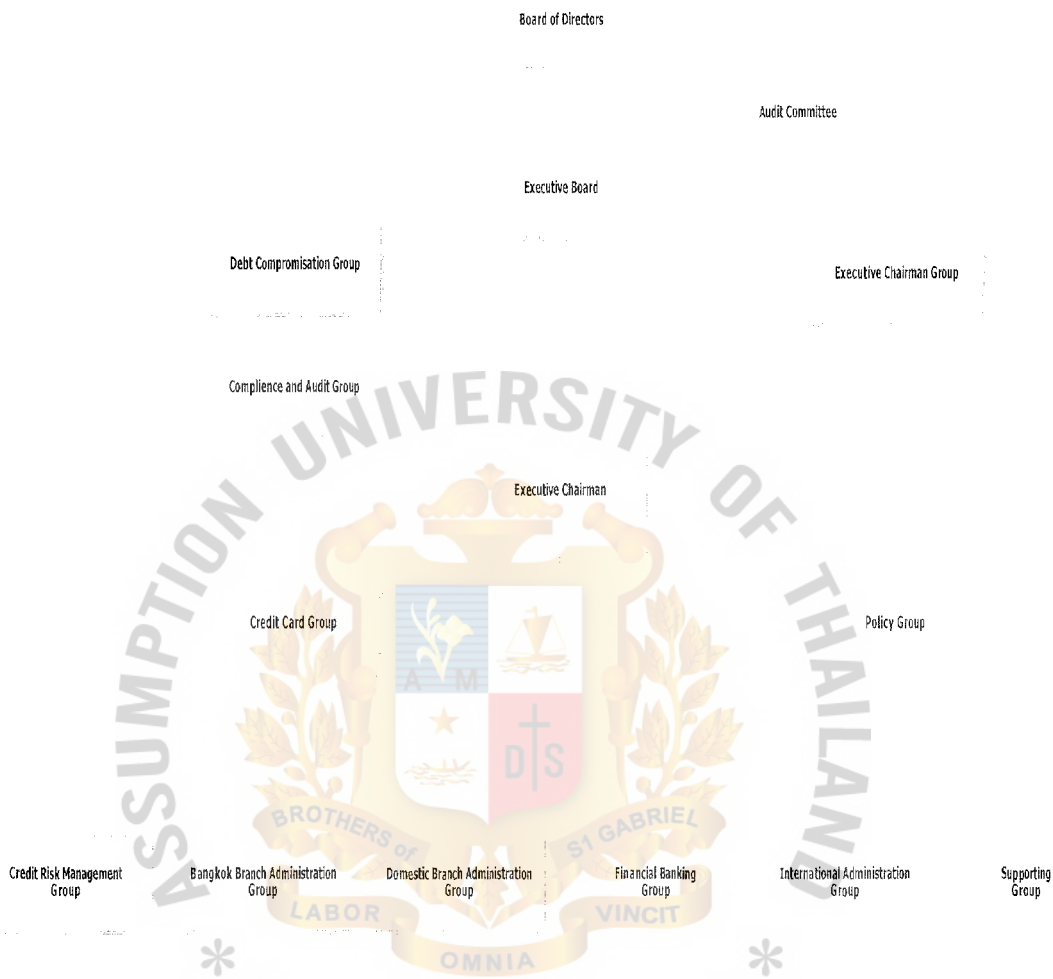 Board of Directors
Audit Committee
Executive Board
Debt Compromisation Group
Executive Chairman Group
Complience and Audit Group
Executive Chairman
Credit Card Group
Policy Group
Credit Risk Management
Group
Bangkok Branch Administration
Group
Domestic Branch Administration
Group
Financial Banking
Group
International Administration
Group
Supporting
Group
ASSUMPTION UNIVERSITY OF THAILAND
A M
D S
BROTHERS of
S1 GABRIEL
LABOR
OMNIA
VINCIT